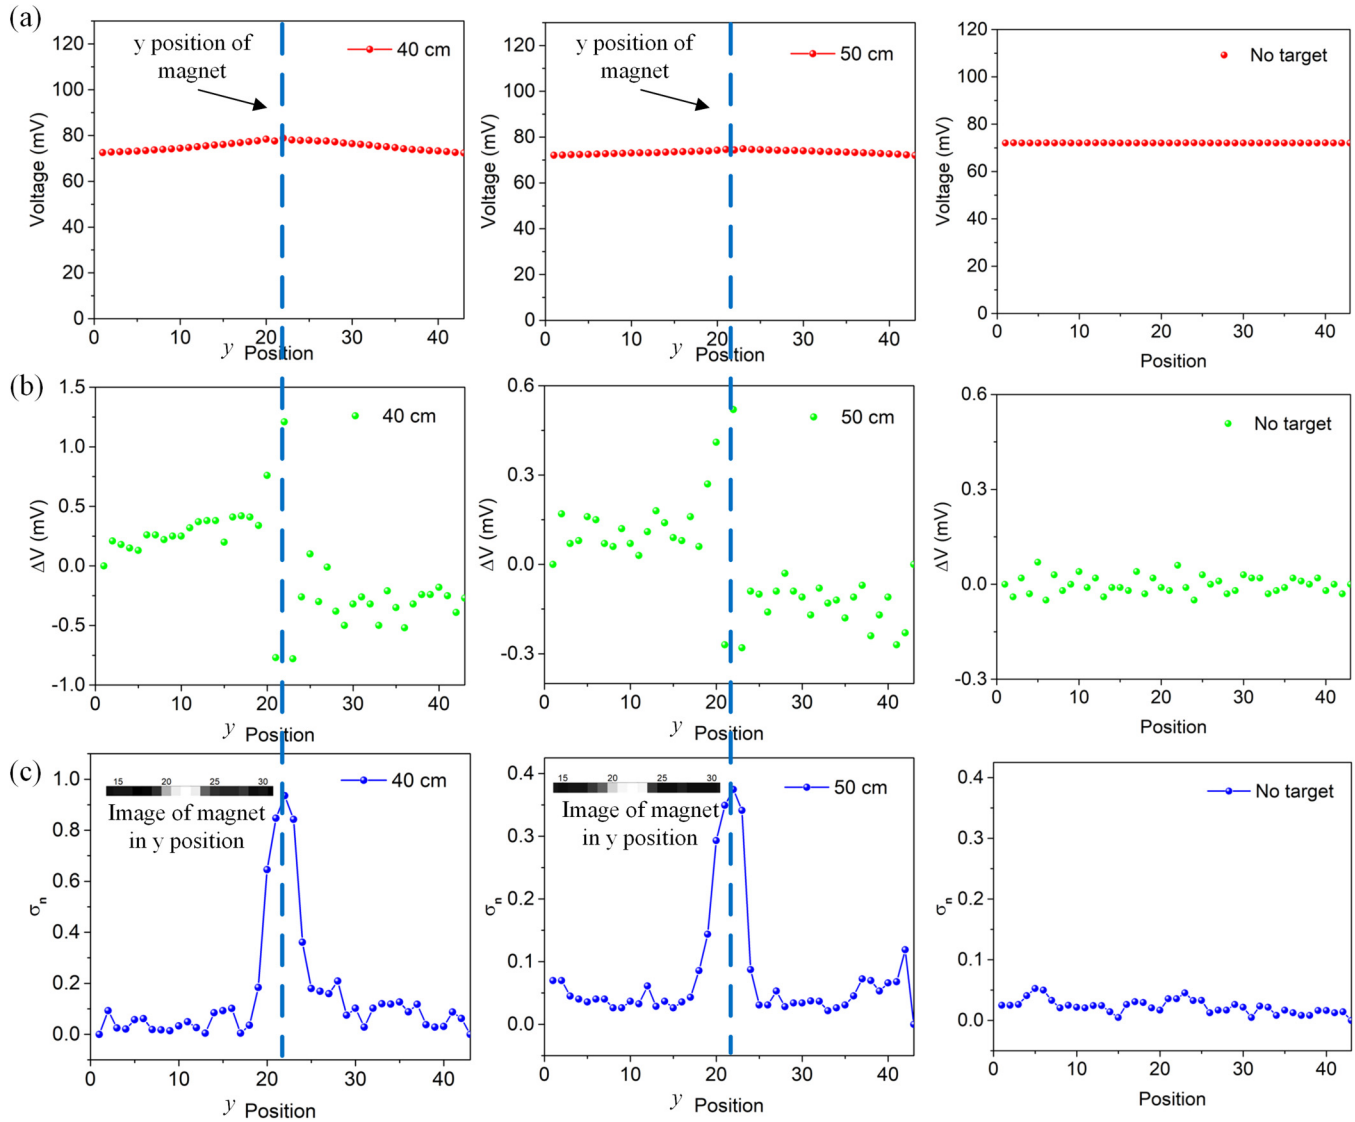 (a)
120
100
80
60
40
20
0
Voltage (mV)
y position of
magnet
40 cm
0 10 20 30 40
y Position
120
100
80
60
40
20
0
Voltage (mV)
y position of
magnet
50 cm
0 10 20 30 40
y Position
120
100
80
60
40
20
0
Voltage (mV)
No target
0 10 20 30 40
Position
(b)
1.5
1.0
0.5
0.0
-0.5
-1.0
ΔV (mV)
40 cm
0 10 20 30 40
y Position
0.6
0.3
0.0
-0.3
ΔV (mV)
50 cm
0 10 20 30 40
y Position
0.6
0.3
0.0
-0.3
ΔV (mV)
No target
0 10 20 30 40
Position
(c)
1.0
0.8
0.6
0.4
0.2
0.0
σn
15 20 25 30
Image of magnet
in y position
40 cm
0 10 20 30 40
y Position
0.4
0.3
0.2
0.1
0.0
σn
15 20 25 30
Image of magnet
in y position
50 cm
0 10 20 30 40
y Position
0.4
0.3
0.2
0.1
0.0
σn
No target
0 10 20 30 40
Position